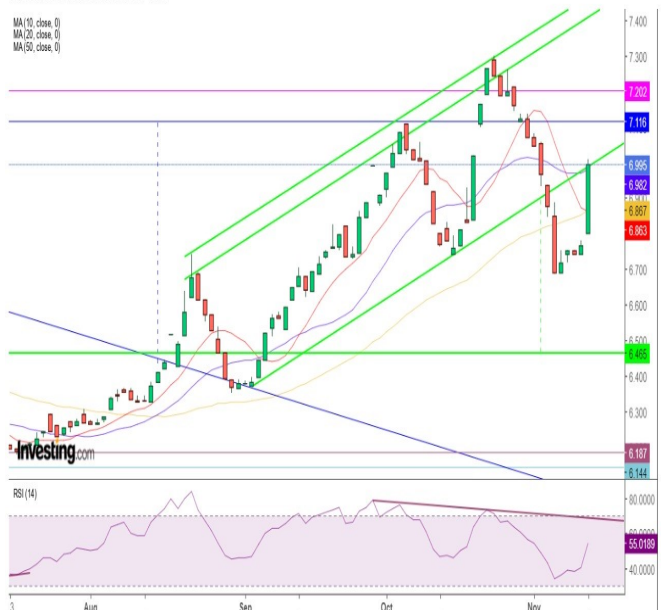 MA (10, close, 0)
MA (20, close, 0)
MA (50, close, 0)
7.400
7.300
7.202
7.116
6.995
6.982
6.867
6.863
6.700
6.600
6.465
6.400
6.300
6.187
6.144
Investing.com
RSI (14)
80.0000
55.0189
40.0000
3
Aug
Sep
Oct
Nov